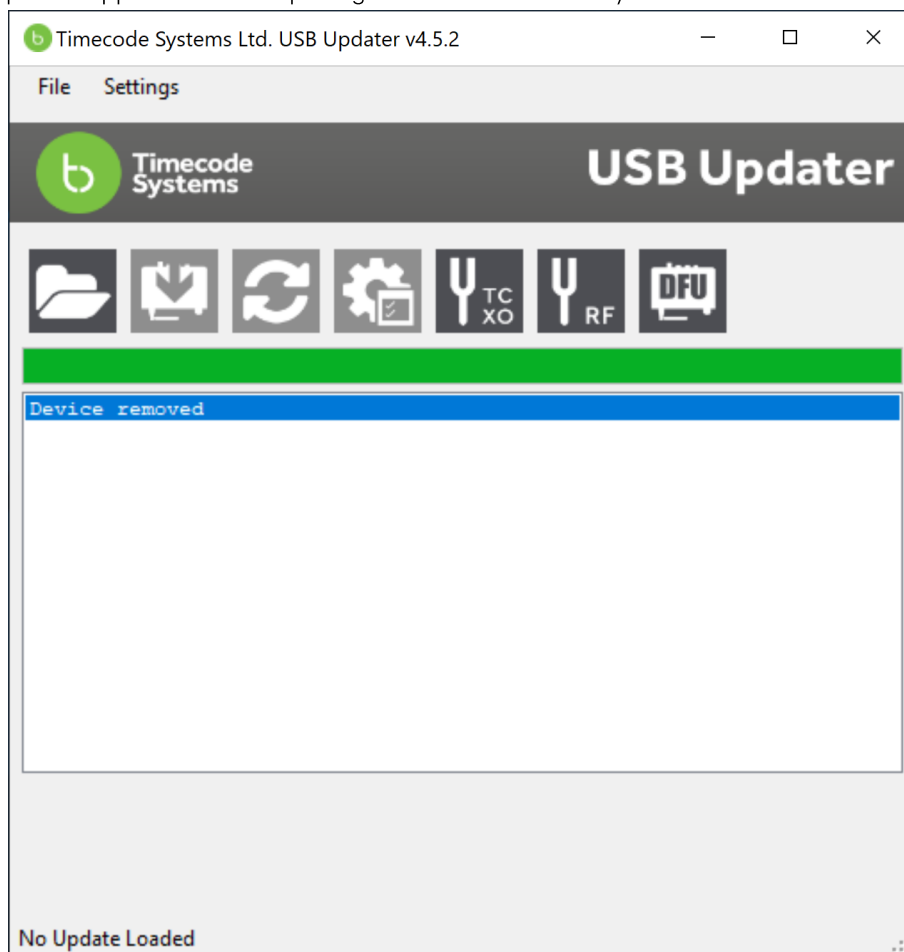 Timecode Systems Ltd. USB Updater v4.5.2
File Settings
Timecode
Systems
USB Updater
TC
XO
RF
DFU
Device removed
No Update Loaded